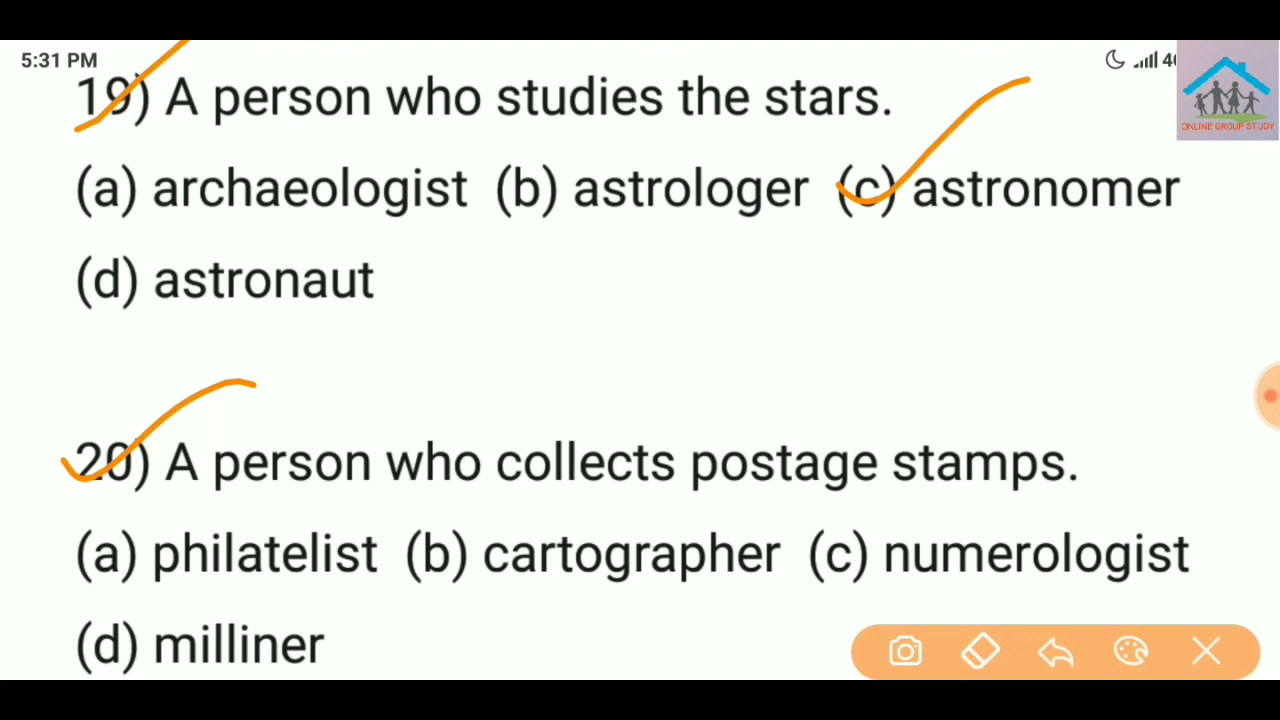 5:31 PM
19) A person who studies the stars.
(a) archaeologist (b) astrologer (c) astronomer
(d) astronaut
20) A person who collects postage stamps.
(a) philatelist (b) cartographer (c) numerologist
(d) milliner
ONLINE GROUP STUDY